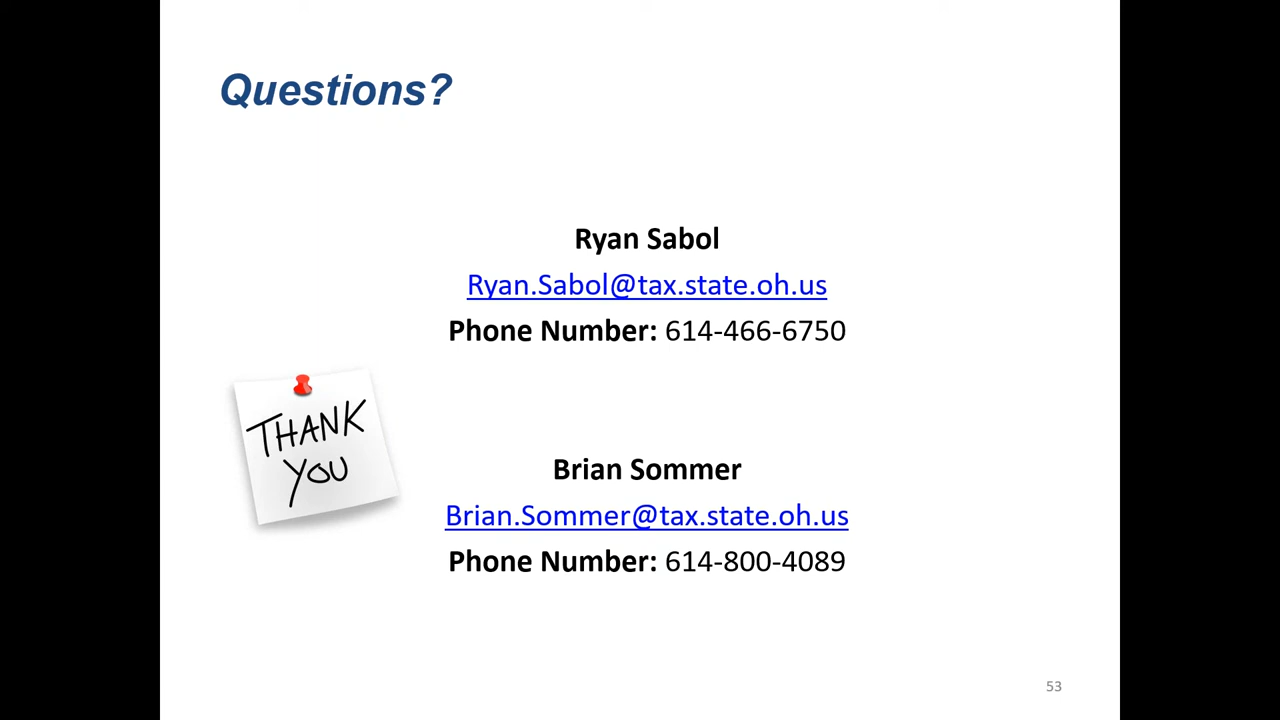 Questions?
Ryan Sabol
Ryan.Sabol@tax.state.oh.us
Phone Number: 614-466-6750
THANK
YOU
Brian Sommer
Brian.Sommer@tax.state.oh.us
Phone Number: 614-800-4089
53